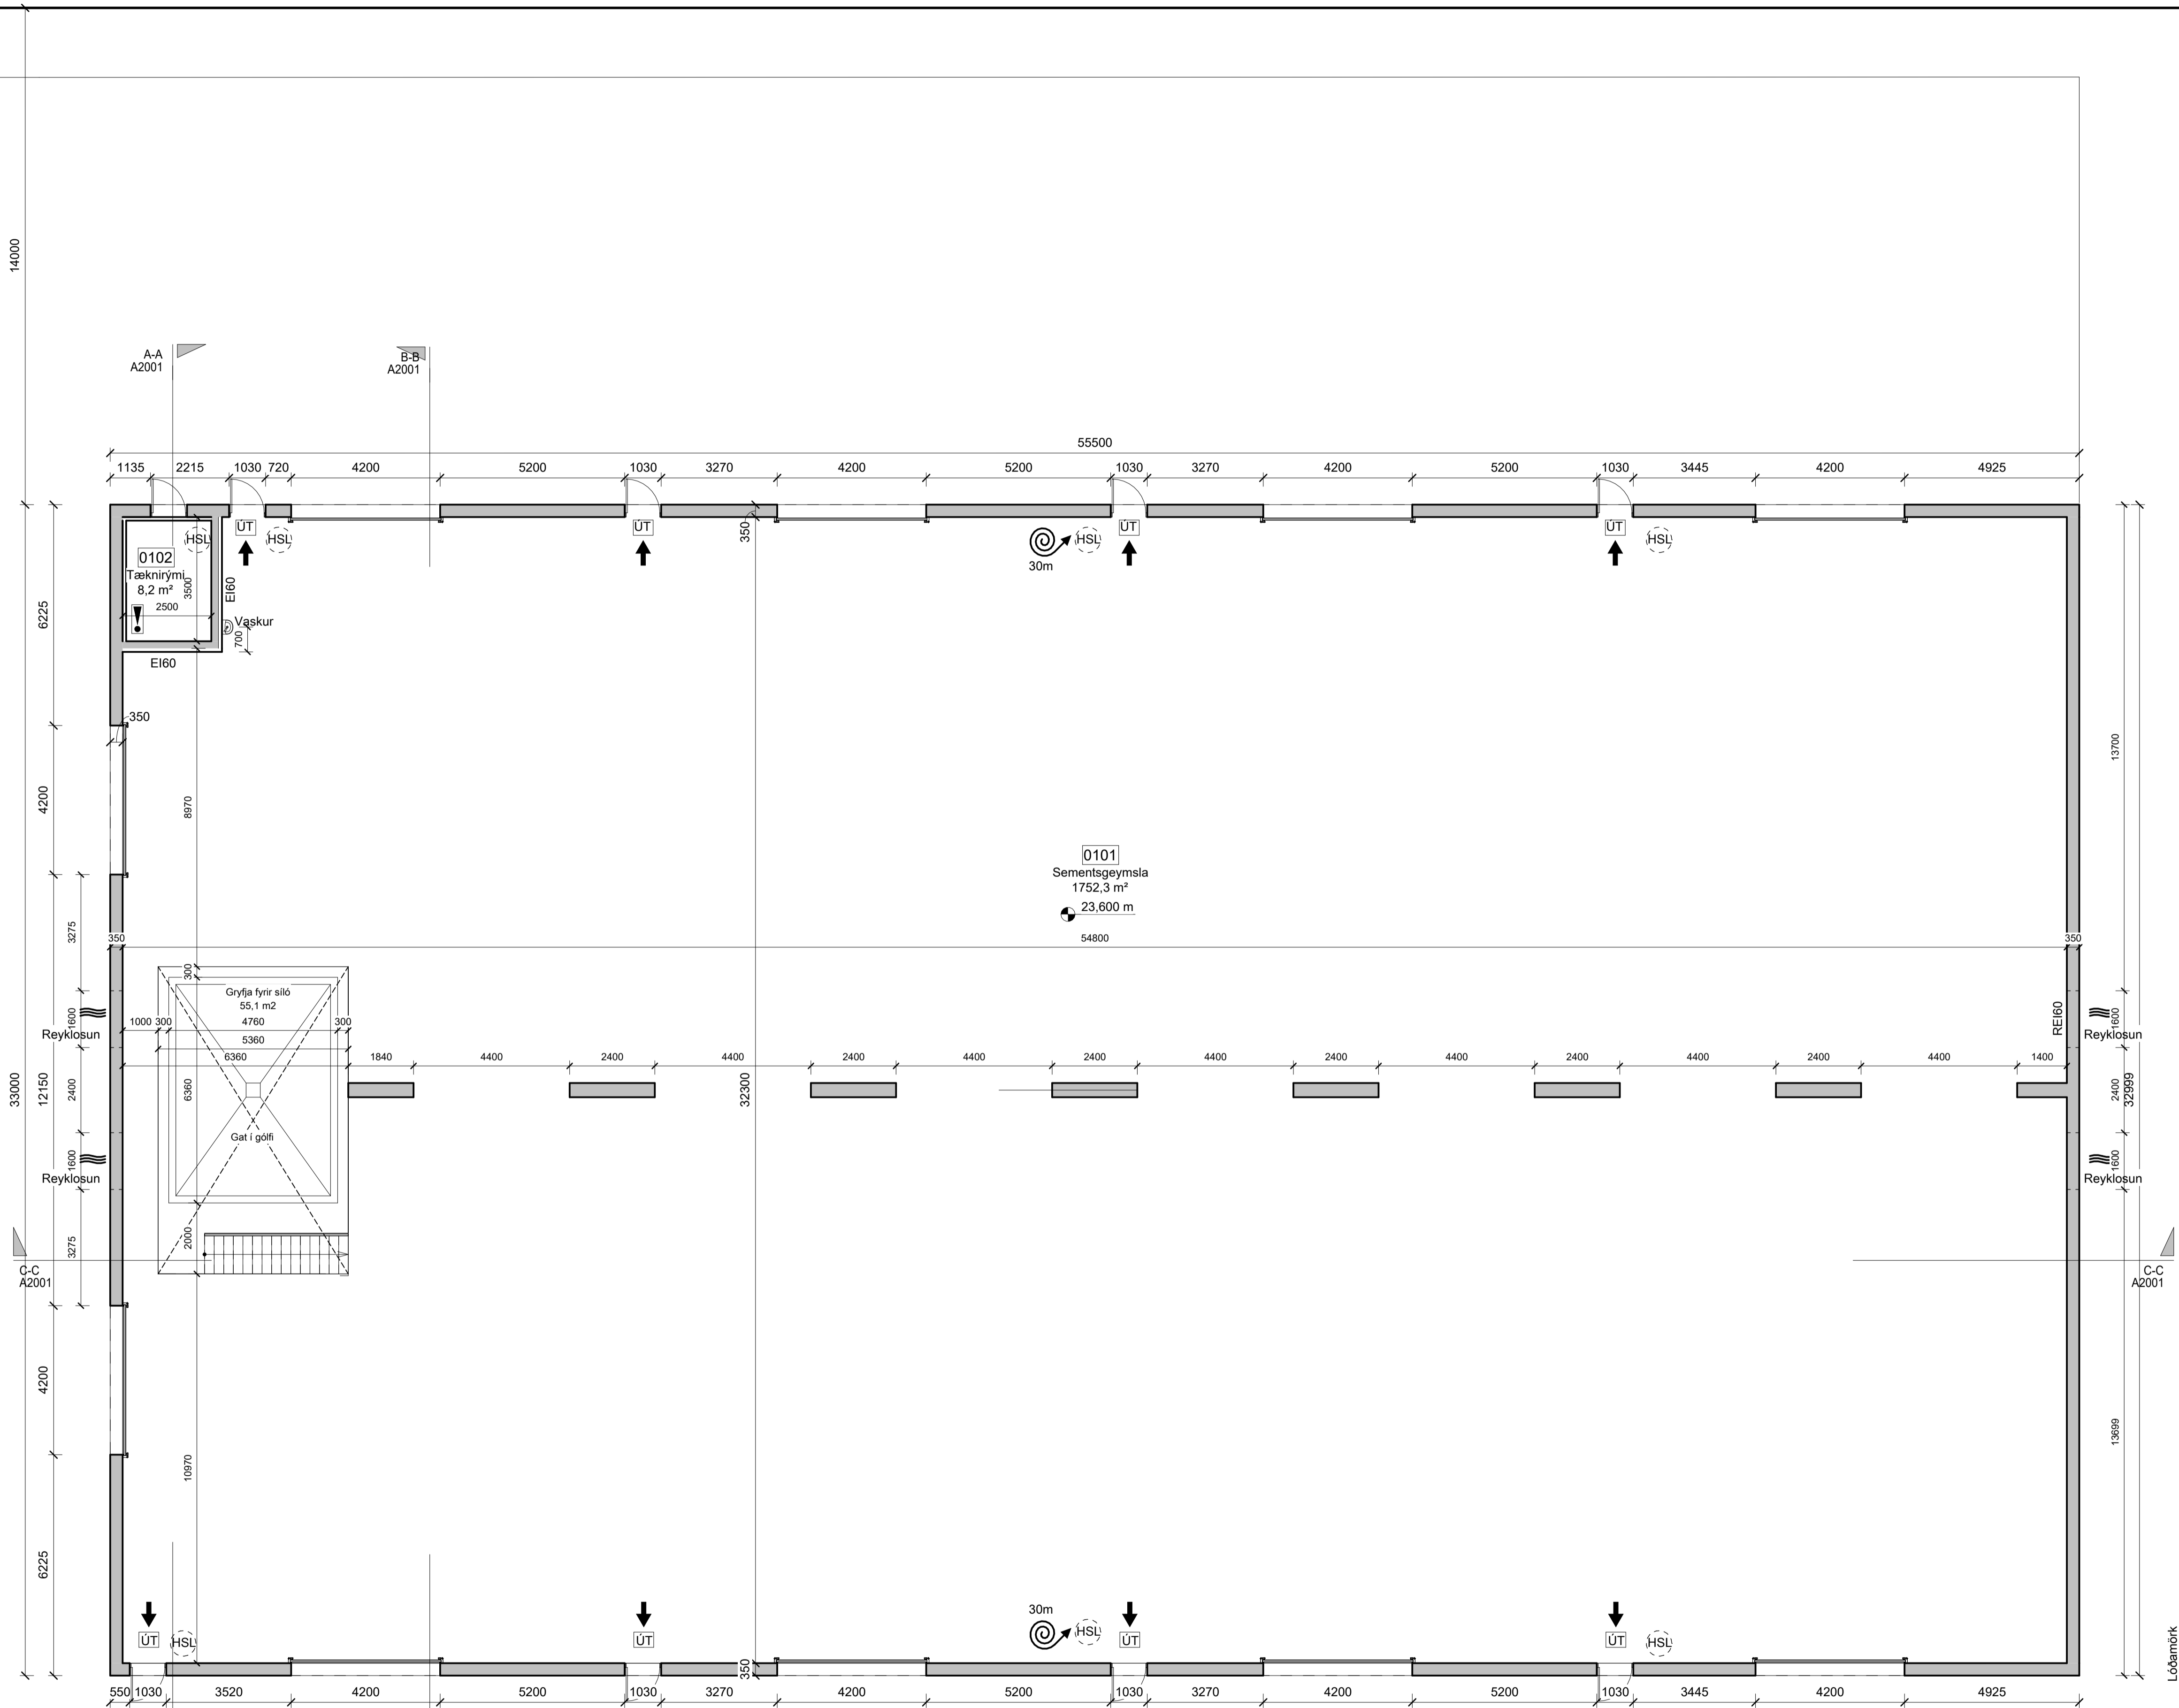 14000
A-A
A2001
B-B
A2001
55500
1135 2215 1030 720 4200 5200 1030 3270 4200 5200 1030 3270 4200 5200 1030 3445 4200 4925
HSL ÚT HSL ÚT 350 HSL ÚT ÚT HSL
30m
0102
Tæknirými
8,2 m²
3500
EI60
2500
Vaskur
700
EI60
6225
350
4200
8970
13700
0101
Sementsgeymsla
1752,3 m²
23,600 m
3275
350 54800 350
300
Gryfja fyrir síló
55,1 m2
1000 300 4760 300
5360
6360
1840 4400 2400 4400 2400 4400 2400 4400 2400 4400 2400 4400 2400 4400 1400
1600
Reyklosun
REI60
1600
Reyklosun
33000
12150
2400
6360
32300
2400
32999
Gat í gólfi
1600
Reyklosun
1600
Reyklosun
3275
2000
C-C
A2001
C-C
A2001
4200
10970
13699
6225
30m
ÚT HSL ÚT HSL ÚT ÚT HSL
350
Lóðamörk
550 1030 3520 4200 5200 1030 3270 4200 5200 1030 3270 4200 5200 1030 3445 4200 4925